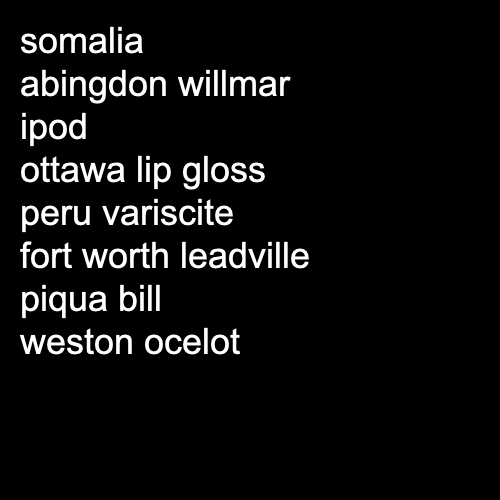 somalia
abingdon willmar
ipod
ottawa lip gloss
peru variscite
fort worth leadville
piqua bill
weston ocelot